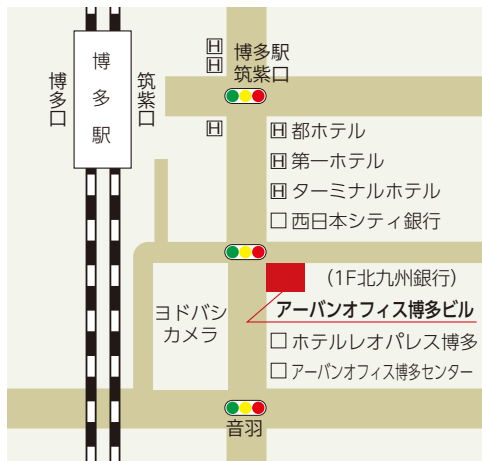 博多駅
筑紫口
博多口
博多駅
筑紫口
H
H
H
H都ホテル
H第一ホテル
Hターミナルホテル
□西日本シティ銀行
(1F北九州銀行)
アーバンオフィス博多ビル
ヨドバシ
カメラ
□ホテルレオパレス博多
□アーバンオフィス博多センター
音羽